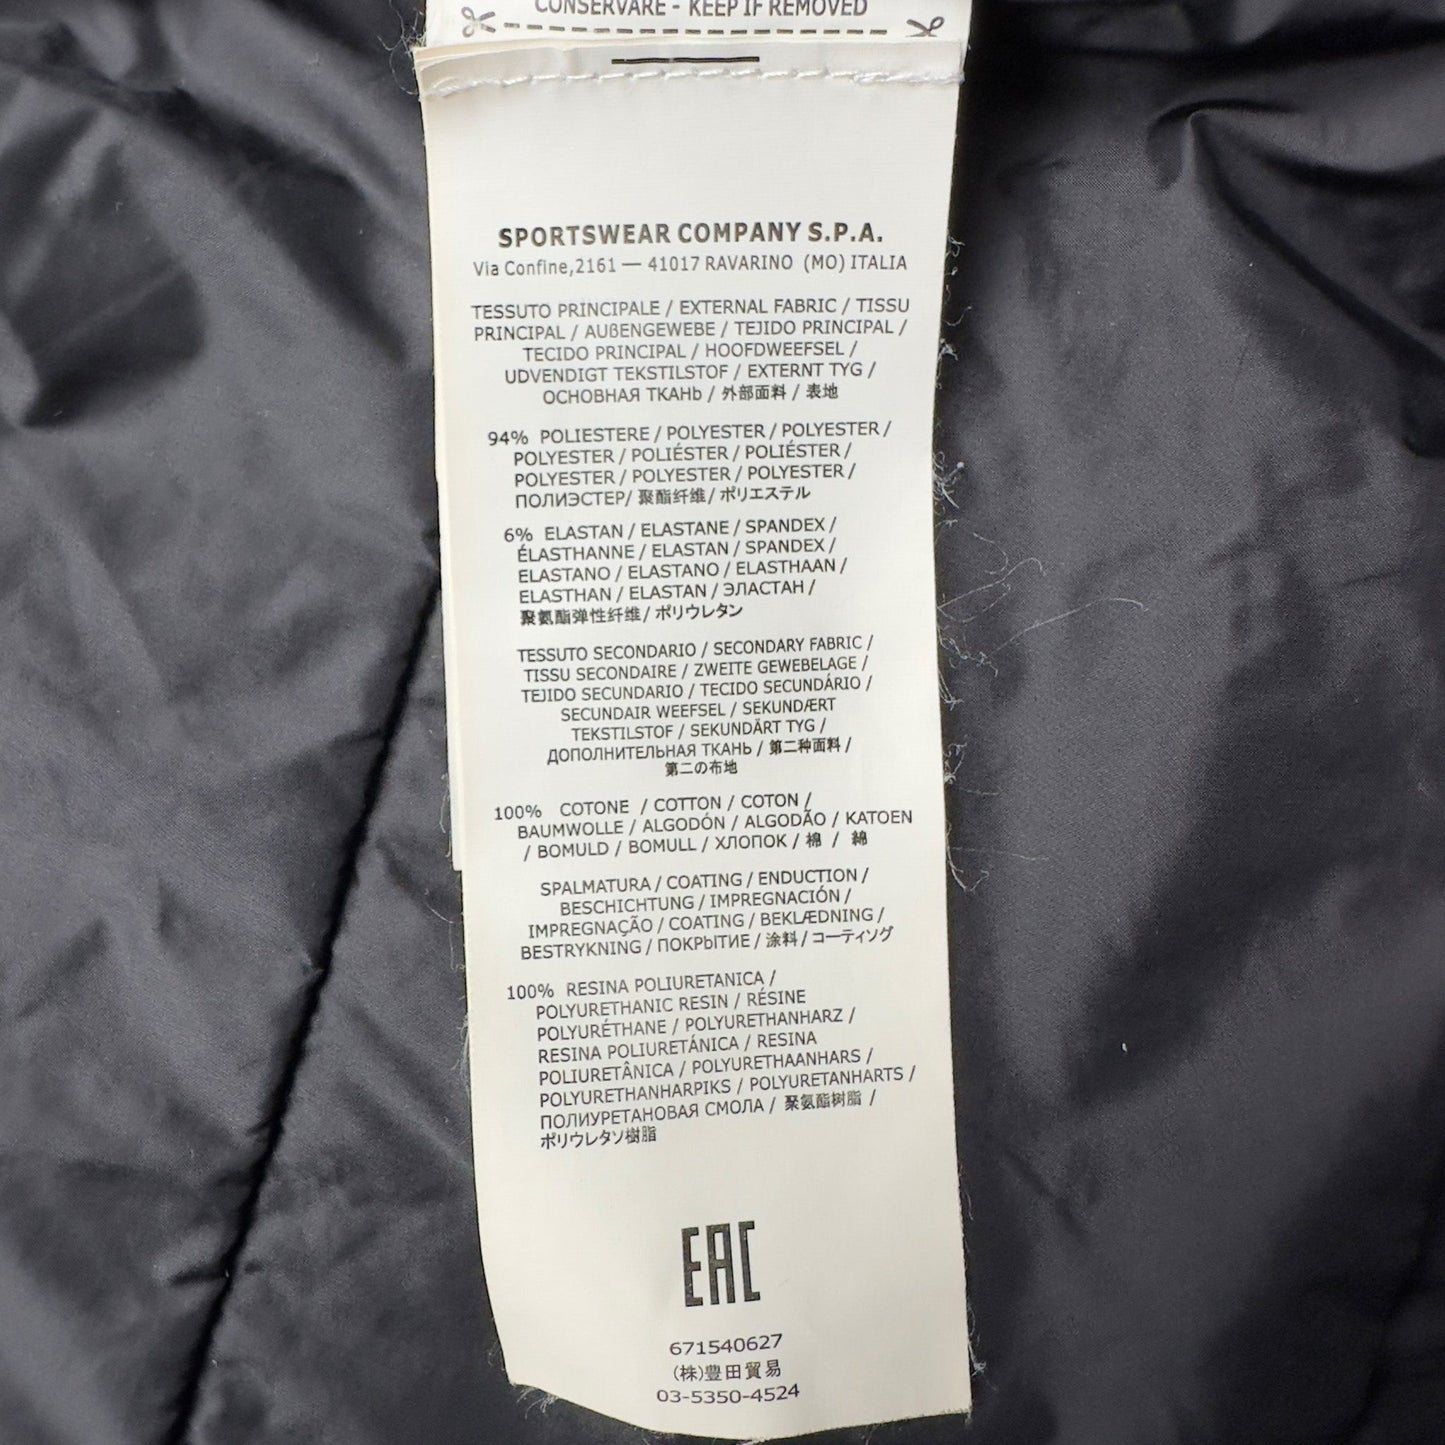 CONSERVARE - KEEP IF REMOVED
SPORTSWEAR COMPANY S.P.A.
Via Confine,2161 — 41017 RAVARINO (MO) ITALIA
TESSUTO PRINCIPALE / EXTERNAL FABRIC / TISSU
PRINCIPAL / AUßENGEWEBE / TEJIDO PRINCIPAL /
TECIDO PRINCIPAL / HOOFDWEEFSEL /
UDVENDIGT TEKSTILSTOF / EXTERNT TYG /
ОСНОВНАЯ ТКАНЬ / 外部面料 / 表地
94% POLIESTERE / POLYESTER / POLYESTER /
POLYESTER / POLIÉSTER / POLIÉSTER /
POLYESTER / POLYESTER / POLYESTER /
ПОЛИЭСТЕР/ 聚酯纤维/ ポリエステル
6% ELASTAN / ELASTANE / SPANDEX /
ÉLASTHANNE / ELASTAN / SPANDEX /
ELASTANO / ELASTANO / ELASTHAAN /
ELASTHAN / ELASTAN / ЭЛАСТАН /
聚氨酯弹性纤维/ ポリウレタン
TESSUTO SECONDARIO / SECONDARY FABRIC /
TISSU SECONDAIRE / ZWEITE GEWEBELAGE /
TEJIDO SECUNDARIO / TECIDO SECUNDÁRIO /
SECUNDAIR WEEFSEL / SEKUNDÆRT
TEKSTILSTOF / SEKUNDÄRT TYG /
ДОПОЛНИТЕЛЬНАЯ ТКАНЬ / 第二种面料 /
第二の布地
100% COTONE / COTTON / COTON /
BAUMWOLLE / ALGODÓN / ALGODÃO / KATOEN
/ BOMULD / BOMULL / ХЛОПОК / 棉 / 綿
SPALMATURA / COATING / ENDUCTION /
BESCHICHTUNG / IMPREGNACIÓN /
IMPREGNAÇÃO / COATING / BEKLÆDNING /
BESTRYKNING / ПОКРЫТИЕ / 涂料 / コーティソグ
100% RESINA POLIURETANICA /
POLYURETHANIC RESIN / RÉSINE
POLYURÉTHANE / POLYURETHANHARZ /
RESINA POLIURETÁNICA / RESINA
POLIURETÂNICA / POLYURETHAANHARS /
POLYURETHANHARPIKS / POLYURETANHARTS /
ПОЛИУРЕТАНОВАЯ СМОЛА / 聚氨酯树脂 /
ポリウレタソ樹脂
EAC
671540627
(株)豊田貿易
03-5350-4524